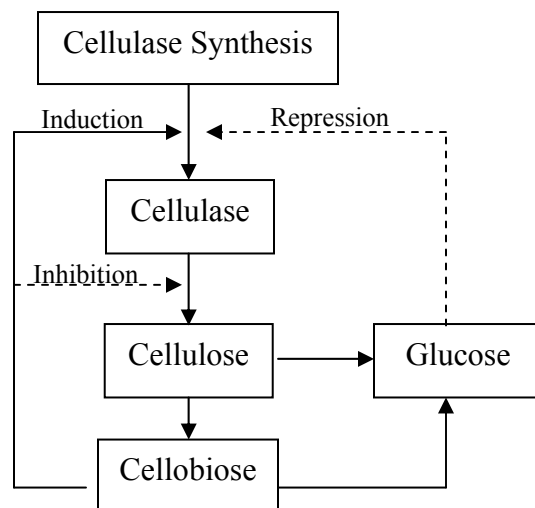 Cellulase Synthesis
Induction
Repression
Cellulase
Inhibition
Cellulose
Glucose
Cellobiose